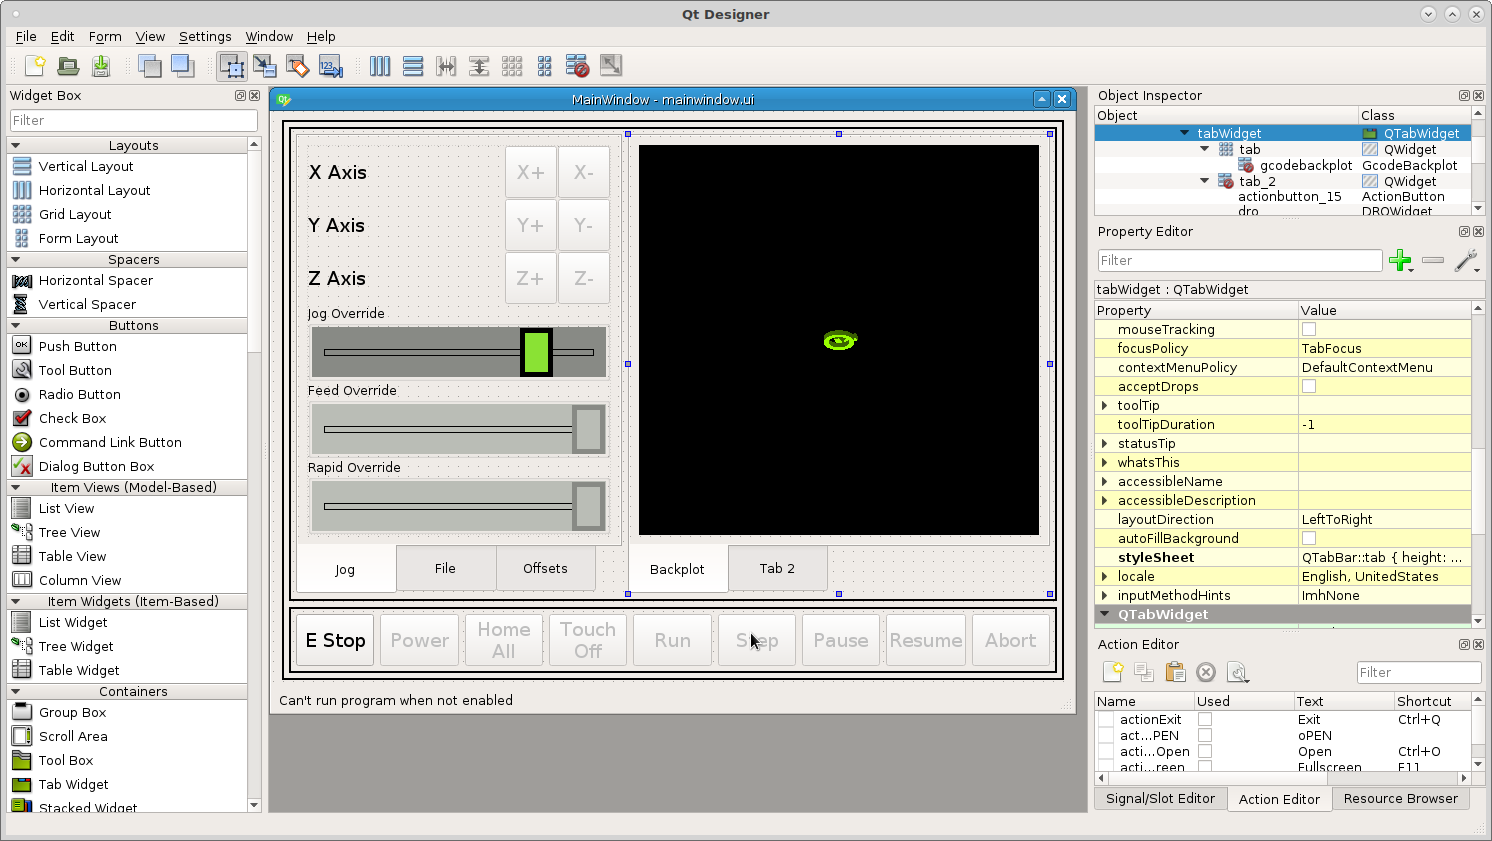 Qt Designer
File Edit Form View Settings Window Help
Widget Box
Filter
Layouts
Vertical Layout
Horizontal Layout
Grid Layout
Form Layout
Spacers
Horizontal Spacer
Vertical Spacer
Buttons
OK Push Button
Tool Button
Radio Button
Check Box
Command Link Button
Dialog Button Box
Item Views (Model-Based)
List View
Tree View
Table View
Column View
Item Widgets (Item-Based)
List Widget
Tree Widget
Table Widget
Containers
Group Box
Scroll Area
Tool Box
Tab Widget
Stacked Widget
MainWindow - mainwindow.ui
X Axis X+ X-
Y Axis Y+ Y-
Z Axis Z+ Z-
Jog Override
Feed Override
Rapid Override
Jog File Offsets
Backplot Tab 2
E Stop Power Home All Touch Off Run Step Pause Resume Abort
Can't run program when not enabled
Object Inspector
Object Class
tabWidget QTabWidget
tab QWidget
gcodebackplot GcodeBackplot
tab_2 QWidget
actionbutton_15 ActionButton
dro DROWidget
Property Editor
Filter
tabWidget : QTabWidget
Property Value
mouseTracking
focusPolicy TabFocus
contextMenuPolicy DefaultContextMenu
acceptDrops
toolTip
toolTipDuration -1
statusTip
whatsThis
accessibleName
accessibleDescription
layoutDirection LeftToRight
autoFillBackground
styleSheet QTabBar::tab { height: ...
locale English, UnitedStates
inputMethodHints ImhNone
QTabWidget
Action Editor
Filter
Name Used Text Shortcut
actionExit Exit Ctrl+Q
act...PEN oPEN
acti...Open Open Ctrl+O
acti...reen Fullscreen F11
Signal/Slot Editor Action Editor Resource Browser